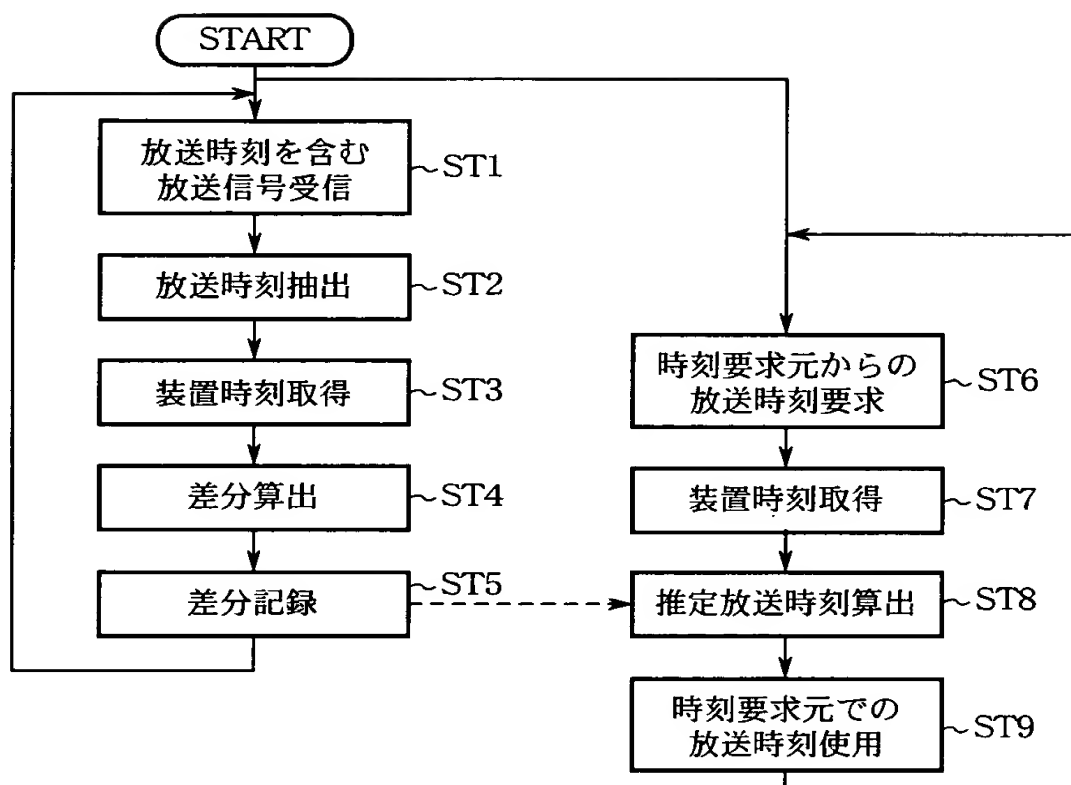 START
放送時刻を含む
放送信号受信
ST1
放送時刻抽出
ST2
装置時刻取得
ST3
差分算出
ST4
差分記録
ST5
時刻要求元からの
放送時刻要求
ST6
装置時刻取得
ST7
推定放送時刻算出
ST8
時刻要求元での
放送時刻使用
ST9